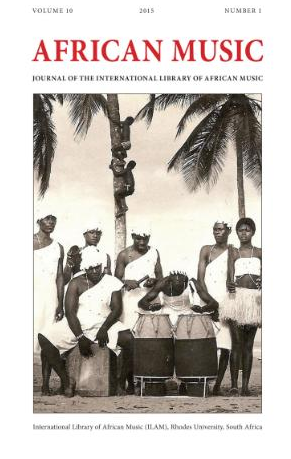 VOLUME 10 2015 NUMBER 1
AFRICAN MUSIC
JOURNAL OF THE INTERNATIONAL LIBRARY OF AFRICAN MUSIC
International Library of African Music (ILAM), Rhodes University, South Africa